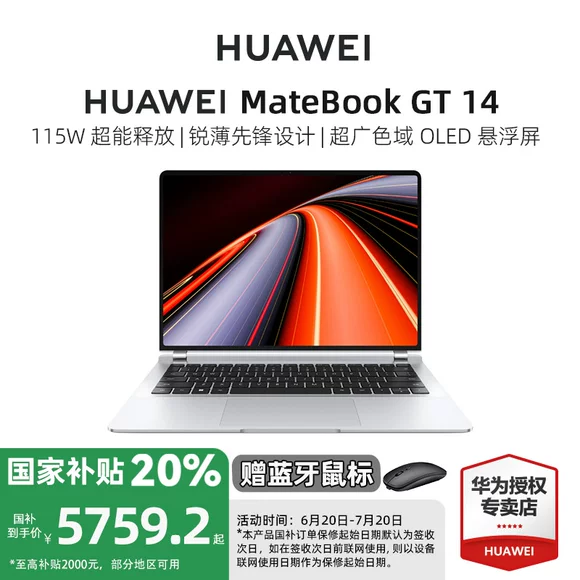 HUAWEI
HUAWEI MateBook GT 14
115W 超能释放|锐薄先锋设计|超广色域 OLED 悬浮屏
国家补贴20%
赠蓝牙鼠标
国补
到手价¥5759.2起
*至高补贴2000元，部分地区可用
活动时间：6月20日-7月20日
*本产品国补订单保修起始日期默认为签收
次日，如在签收次日前联网使用,则以设备
联网使用日期作为保修起始日期。
华为授权
专卖店
HUAWEI